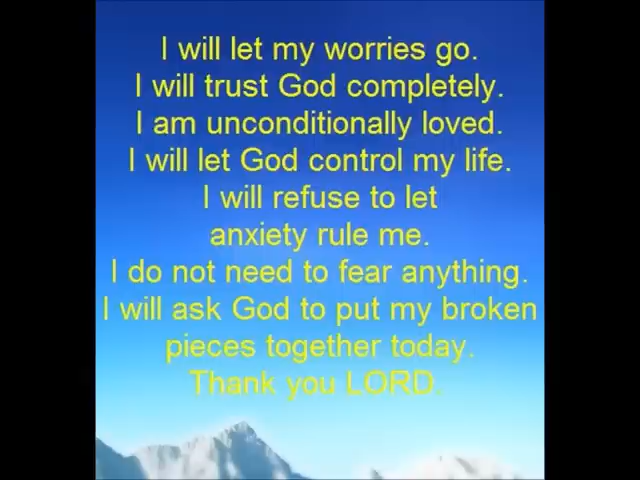 I will let my worries go.
I will trust God completely.
I am unconditionally loved.
I will let God control my life.
I will refuse to let
anxiety rule me.
I do not need to fear anything.
I will ask God to put my broken
pieces together today.
Thank you LORD.